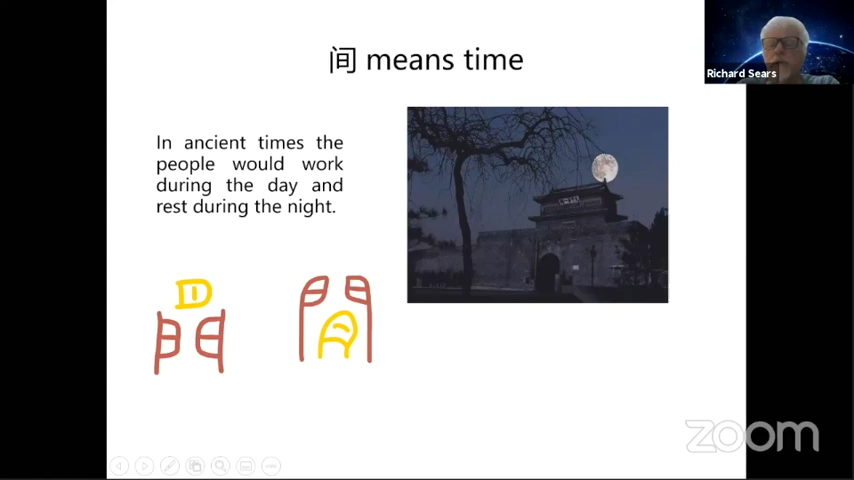 间 means time
Richard Sears
In ancient times the
people would work
during the day and
rest during the night.
zoom